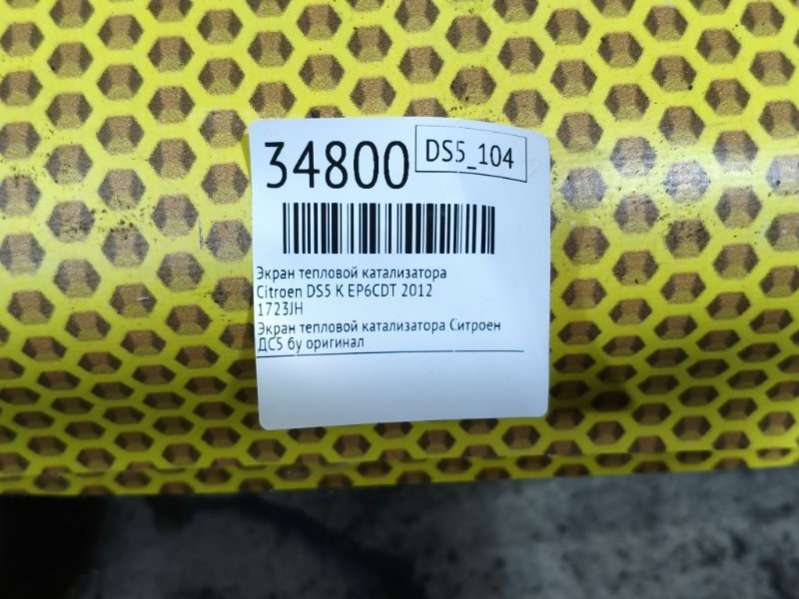 34800
DS5_104
Экран тепловой катализатора
Citroen DS5 K EP6CDT 2012
1723JH
Экран тепловой катализатора Ситроен
ДС5 бу оригинал